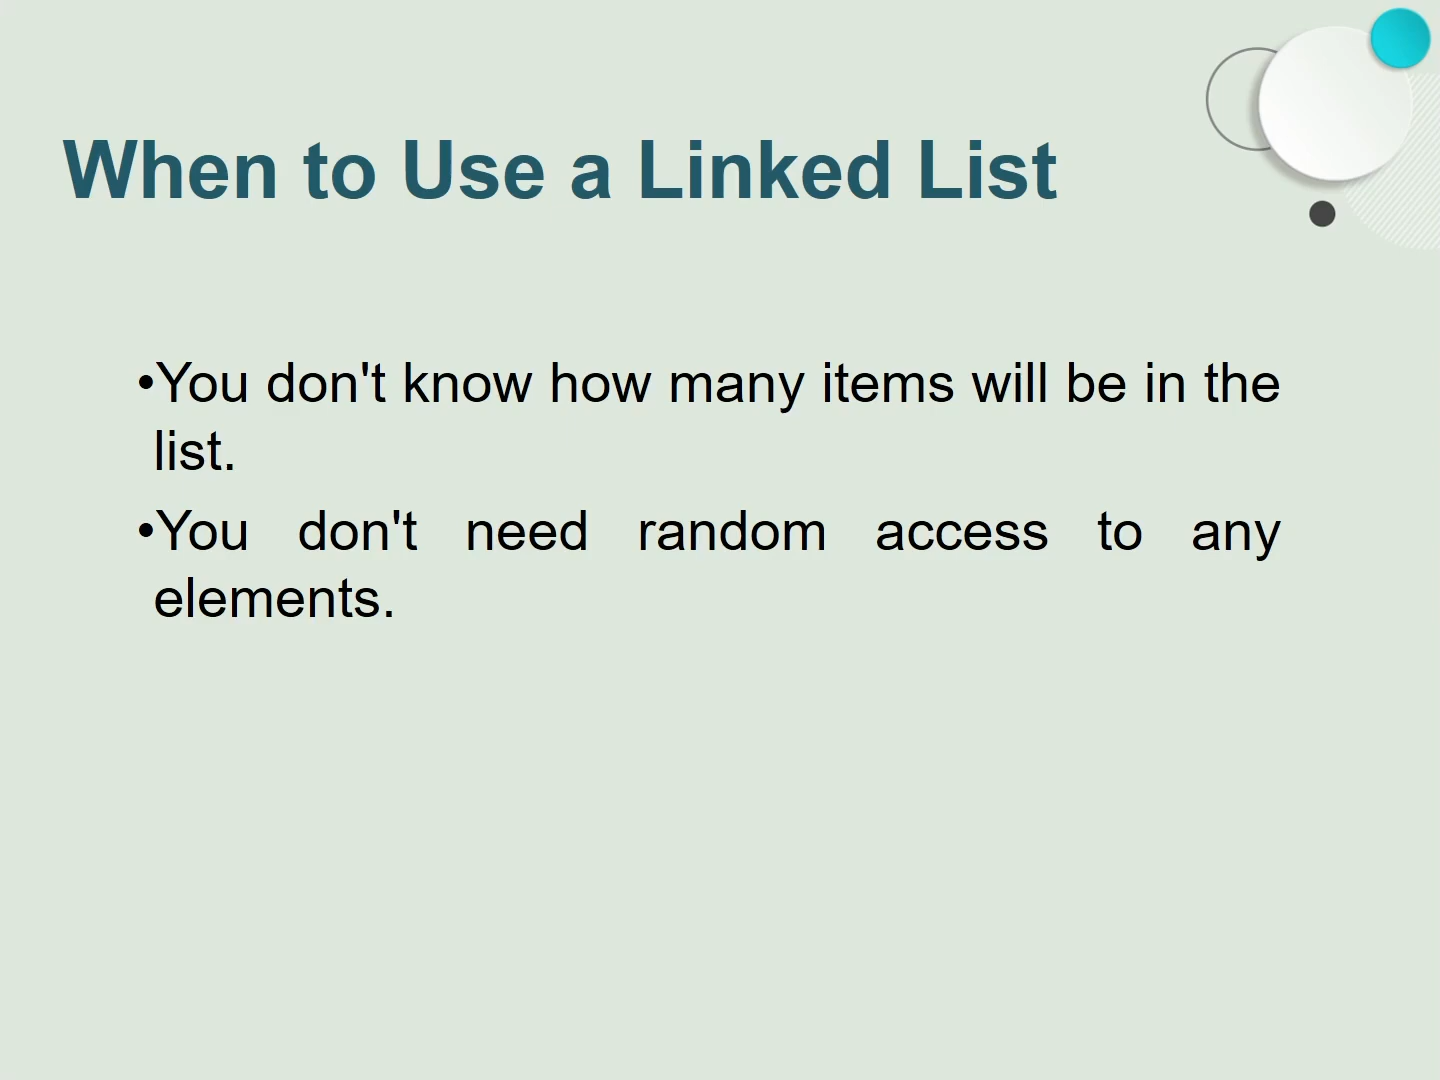 When to Use a Linked List
•You don't know how many items will be in the
list.
•You don't need random access to any
elements.